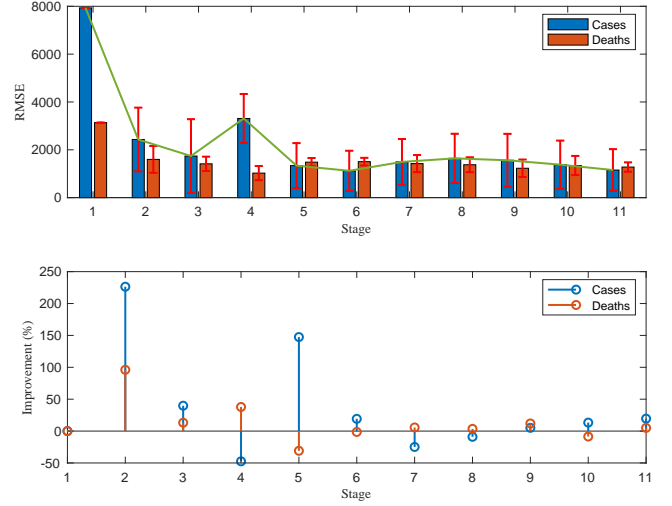 8000
6000
4000
2000
0
RMSE
Cases
Deaths
1 2 3 4 5 6 7 8 9 10 11
Stage
250
200
150
100
50
0
-50
Improvement (%)
Cases
Deaths
1 2 3 4 5 6 7 8 9 10 11
Stage